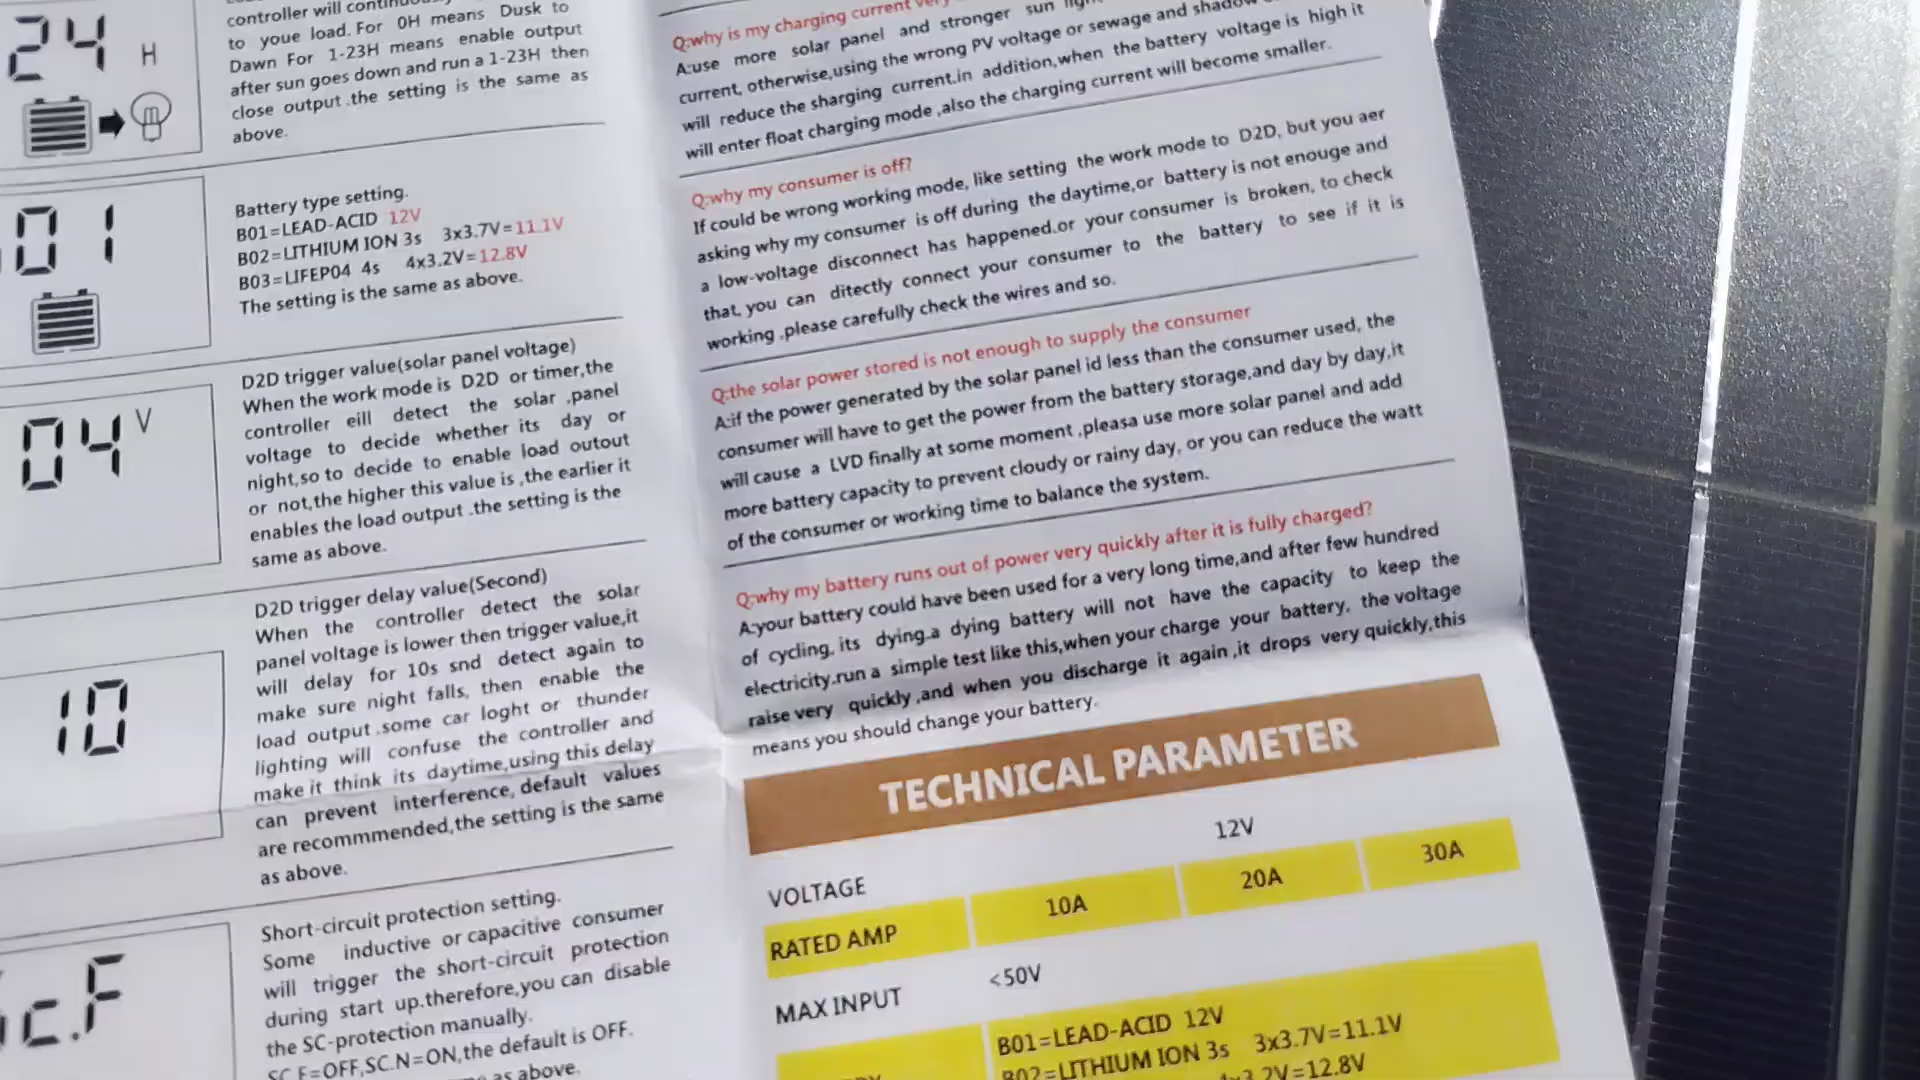 24 H
controller will
to youe load. For 0H means Dusk to
Dawn For 1-23H means enable output
after sun goes down and run a 1-23H then
close output .the setting is the same as
above.
01
Battery type setting.
B01=LEAD-ACID 12V
B02=LITHIUM ION 3s 3x3.7V=11.1V
B03=LIFEP04 4s 4x3.2V=12.8V
The setting is the same as above.
04 V
D2D trigger value(solar panel voltage)
When the work mode is D2D or timer,the
controller eill detect the solar .panel
voltage to decide whether its day or
night,so to decide to enable load outout
or not,the higher this value is ,the earlier it
enables the load output .the setting is the
same as above.
10
D2D trigger delay value(Second)
When the controller detect the solar
panel voltage is lower then trigger value,it
will delay for 10s snd detect again to
make sure night falls, then enable the
load output .some car loght or thunder
lighting will confuse the controller and
make it think its daytime,using this delay
can prevent interference, default values
are recommmended,the setting is the same
as above.
c.F
Short-circuit protection setting.
Some inductive or capacitive consumer
will trigger the short-circuit protection
during start up.therefore,you can disable
the SC-protection manually.
SC.F=OFF,SC.N=ON,the default is OFF.
as above.
Q:why is my charging current
A:use more solar panel and stronger sun
current, otherwise,using the wrong PV voltage or sewage and shadow
will reduce the sharging current.in addition,when the battery voltage is high it
will enter float charging mode ,also the charging current will become smaller.
Q:why my consumer is off?
If could be wrong working mode, like setting the work mode to D2D, but you aer
asking why my consumer is off during the daytime,or battery is not enouge and
a low-voltage disconnect has happened.or your consumer is broken, to check
that, you can ditectly connect your consumer to the battery to see if it is
working .please carefully check the wires and so.
Q:the solar power stored is not enough to supply the consumer
A:if the power generated by the solar panel id less than the consumer used, the
consumer will have to get the power from the battery storage,and day by day,it
will cause a LVD finally at some moment ,pleasa use more solar panel and add
more battery capacity to prevent cloudy or rainy day, or you can reduce the watt
of the consumer or working time to balance the system.
Q:why my battery runs out of power very quickly after it is fully charged?
A:your battery could have been used for a very long time,and after few hundred
of cycling, its dying.a dying battery will not have the capacity to keep the
electricity.run a simple test like this,when your charge your battery, the voltage
raise very quickly ,and when you discharge it again ,it drops very quickly,this
means you should change your battery.
TECHNICAL PARAMETER
VOLTAGE 12V
RATED AMP 10A 20A 30A
MAX INPUT <50V
B01=LEAD-ACID 12V
B02=LITHIUM ION 3s 3x3.7V=11.1V
4x3.2V=12.8V